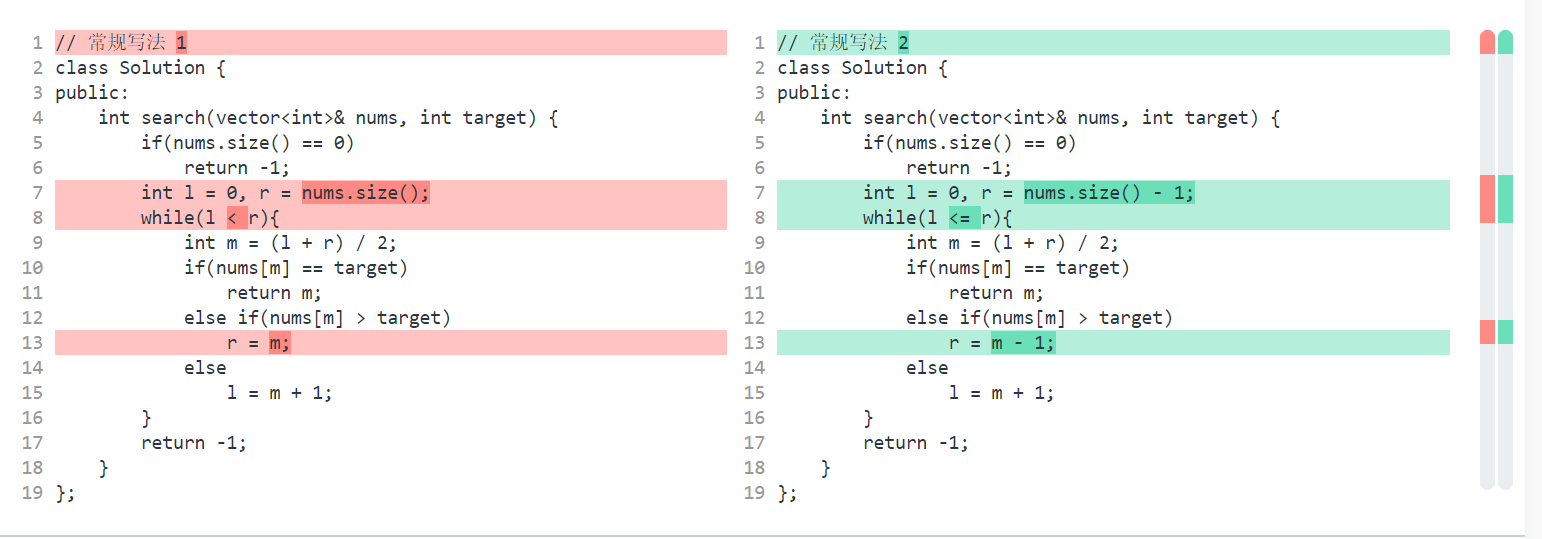 1 // 常规写法 1
2 class Solution {
3 public:
4     int search(vector<int>& nums, int target) {
5         if(nums.size() == 0)
6             return -1;
7         int l = 0, r = nums.size();
8         while(l < r){
9             int m = (l + r) / 2;
10             if(nums[m] == target)
11                 return m;
12             else if(nums[m] > target)
13                 r = m;
14             else
15                 l = m + 1;
16         }
17         return -1;
18     }
19 };
1 // 常规写法 2
2 class Solution {
3 public:
4     int search(vector<int>& nums, int target) {
5         if(nums.size() == 0)
6             return -1;
7         int l = 0, r = nums.size() - 1;
8         while(l <= r){
9             int m = (l + r) / 2;
10             if(nums[m] == target)
11                 return m;
12             else if(nums[m] > target)
13                 r = m - 1;
14             else
15                 l = m + 1;
16         }
17         return -1;
18     }
19 };